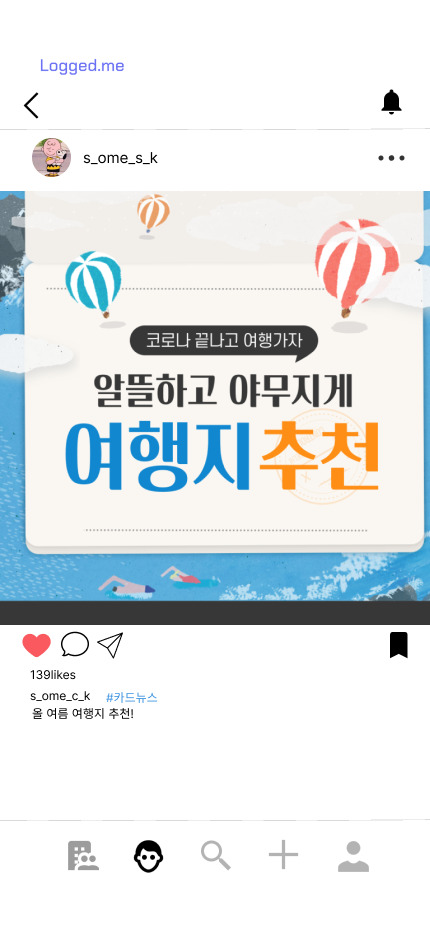 Logged.me
s_ome_s_k
코로나 끝나고 여행가자
알뜰하고 야무지게
여행지추천
139likes
s_ome_c_k #카드뉴스
올 여름 여행지 추천!